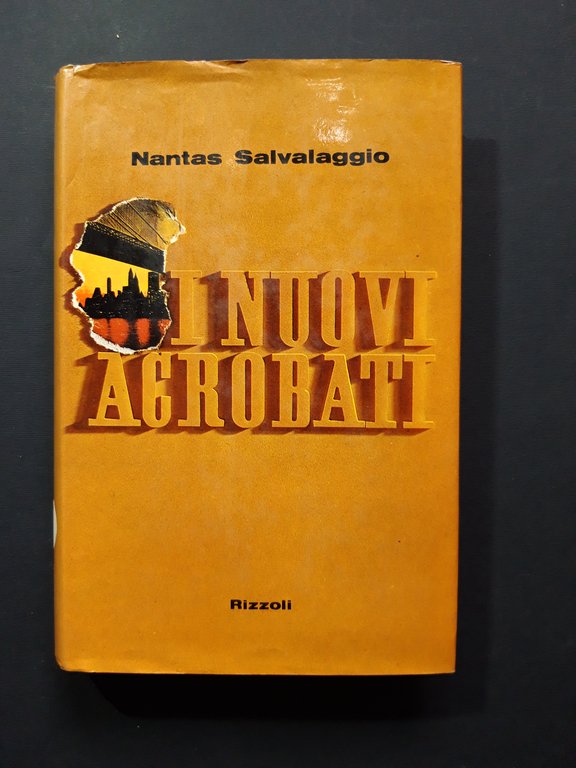 Nantas Salvalaggio
I NUOVI
ACROBATI
Rizzoli